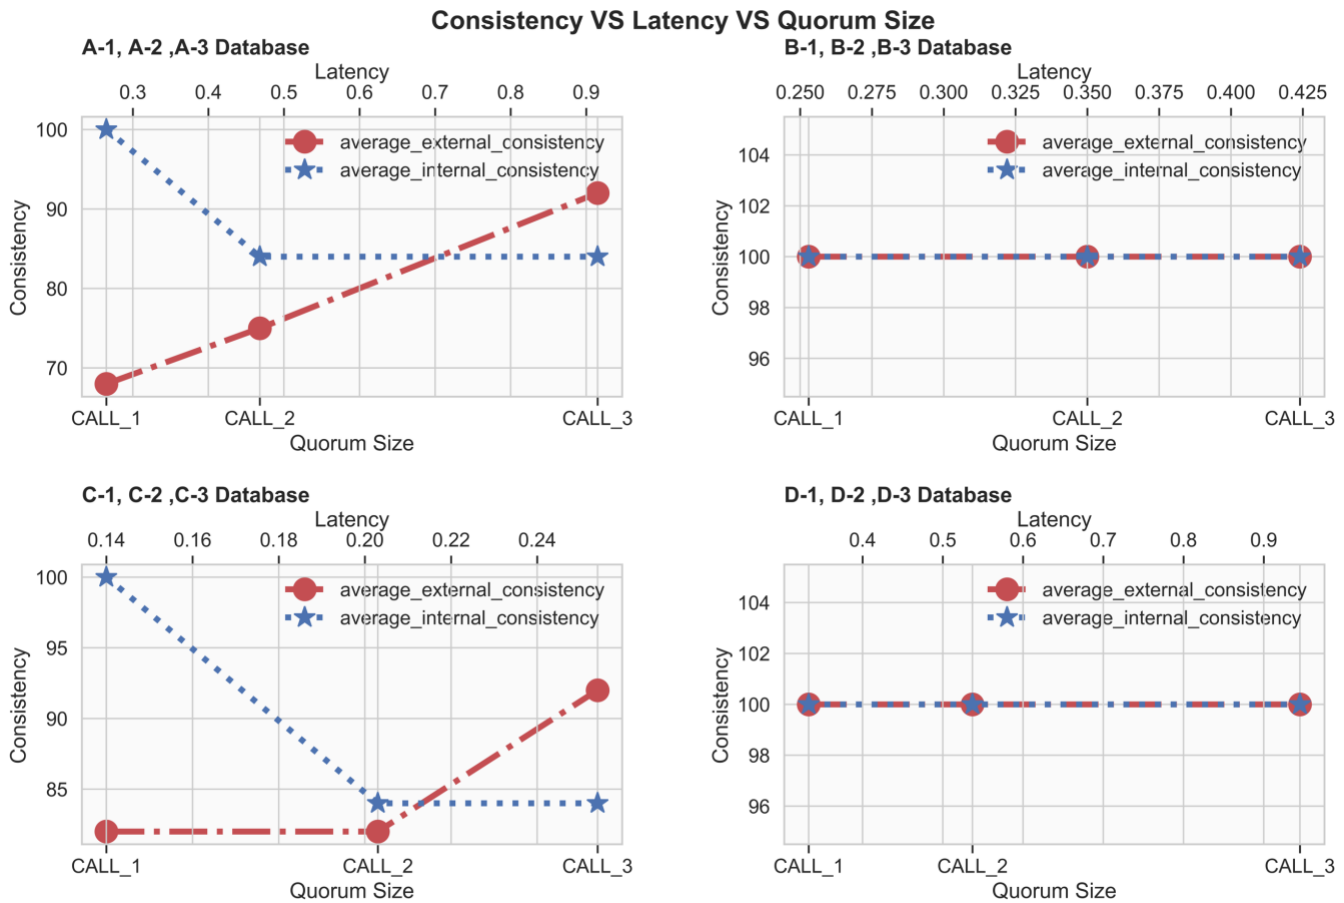 Consistency VS Latency VS Quorum Size
A-1, A-2 ,A-3 Database
Latency
0.3 0.4 0.5 0.6 0.7 0.8 0.9
average_external_consistency
average_internal_consistency
100
90
80
70
Consistency
CALL_1 CALL_2 CALL_3
Quorum Size
B-1, B-2 ,B-3 Database
Latency
0.250 0.275 0.300 0.325 0.350 0.375 0.400 0.425
average_external_consistency
average_internal_consistency
104
102
100
98
96
Consistency
CALL_1 CALL_2 CALL_3
Quorum Size
C-1, C-2 ,C-3 Database
Latency
0.14 0.16 0.18 0.20 0.22 0.24
average_external_consistency
average_internal_consistency
100
95
90
85
Consistency
CALL_1 CALL_2 CALL_3
Quorum Size
D-1, D-2 ,D-3 Database
Latency
0.4 0.5 0.6 0.7 0.8 0.9
average_external_consistency
average_internal_consistency
104
102
100
98
96
Consistency
CALL_1 CALL_2 CALL_3
Quorum Size